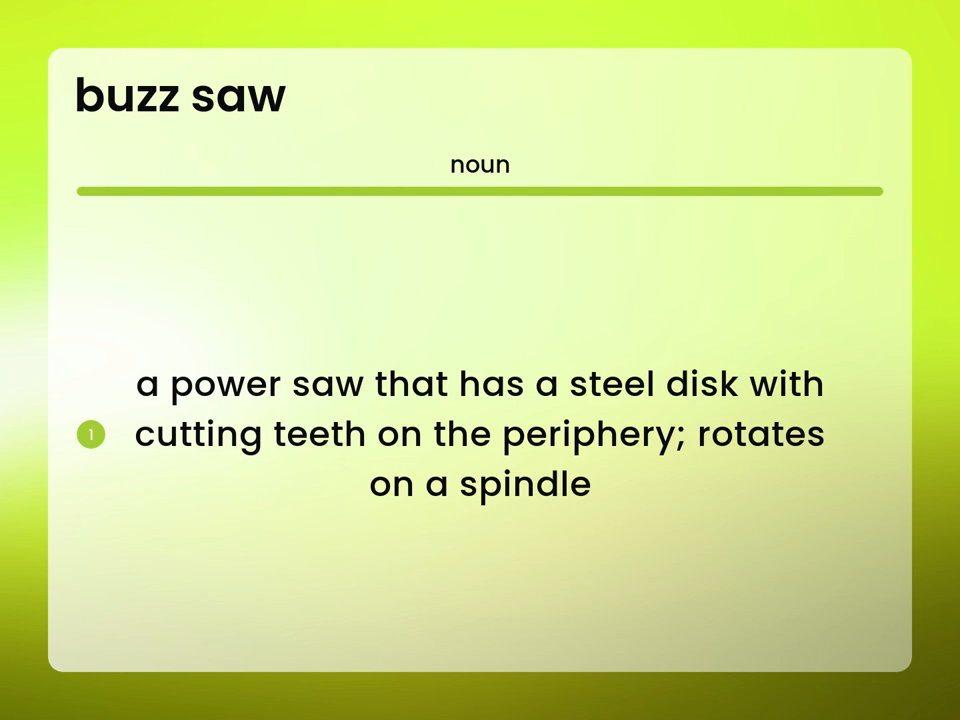 buzz saw
noun
a power saw that has a steel disk with
1 cutting teeth on the periphery; rotates
on a spindle